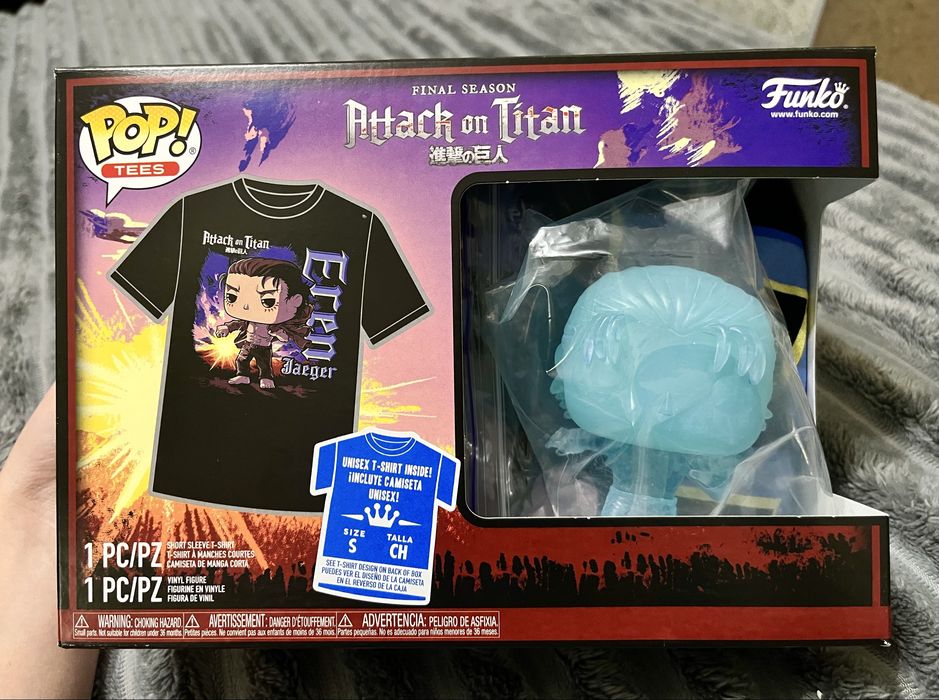 POP!
TEES
FINAL SEASON
Attack on Titan
進撃の巨人
Funko
www.funko.com
Attack on Titan
進撃の巨人
Eren
Jaeger
UNISEX T-SHIRT INSIDE!
¡INCLUYE CAMISETA
UNISEX!
SIZE TALLA
S CH
SEE T-SHIRT DESIGN ON BACK OF BOX
PUEDES VER EL DISEÑO DE LA CAMISETA
EN EL REVERSO DE LA CAJA
1 PC/PZ SHORT SLEEVE T-SHIRT
T-SHIRT À MANCHES COURTES
CAMISETA DE MANGA CORTA
1 PC/PZ VINYL FIGURE
FIGURINE EN VINYLE
FIGURA DE VINIL
WARNING: CHOKING HAZARD.
Small parts. Not suitable for children under 36 months.
AVERTISSEMENT: DANGER D'ÉTOUFFEMENT.
Petites pièces. Ne convient pas aux enfants de moins de 36 mois.
ADVERTENCIA: PELIGRO DE ASFIXIA.
Partes pequeñas. No es adecuado para niños menores de 36 meses.